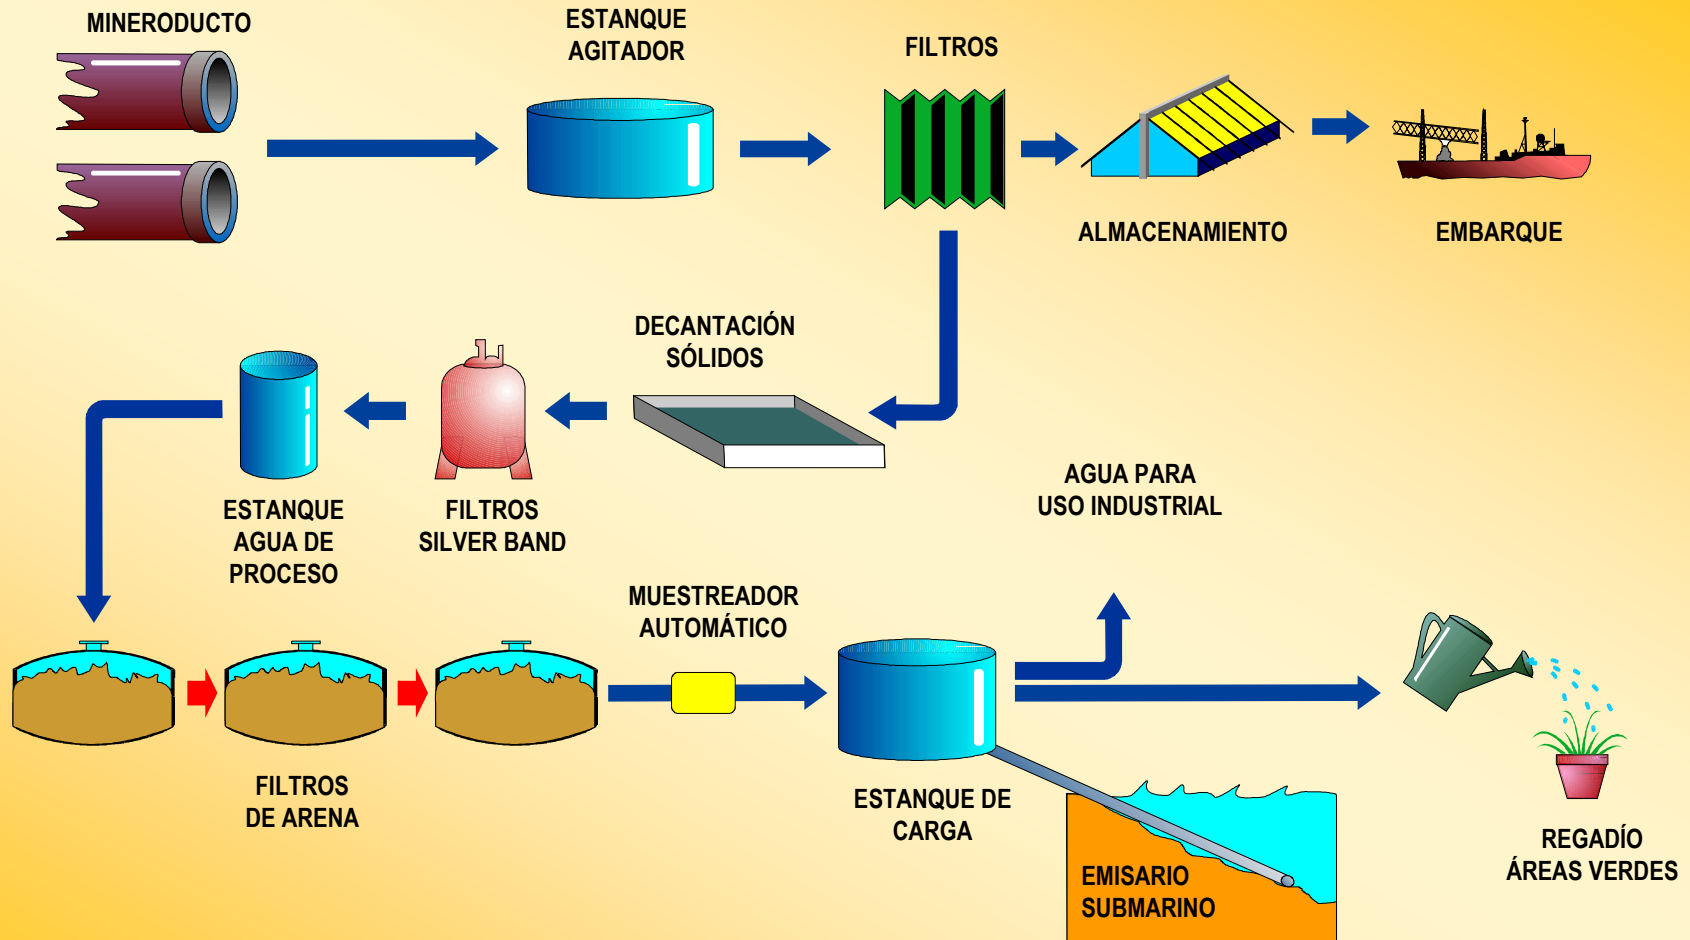 MINERODUCTO
ESTANQUE
AGITADOR
FILTROS
ALMACENAMIENTO
EMBARQUE
DECANTACIÓN
SÓLIDOS
FILTROS
SILVER BAND
ESTANQUE
AGUA DE
PROCESO
AGUA PARA
USO INDUSTRIAL
MUESTREADOR
AUTOMÁTICO
FILTROS
DE ARENA
ESTANQUE DE
CARGA
EMISARIO
SUBMARINO
REGADÍO
ÁREAS VERDES